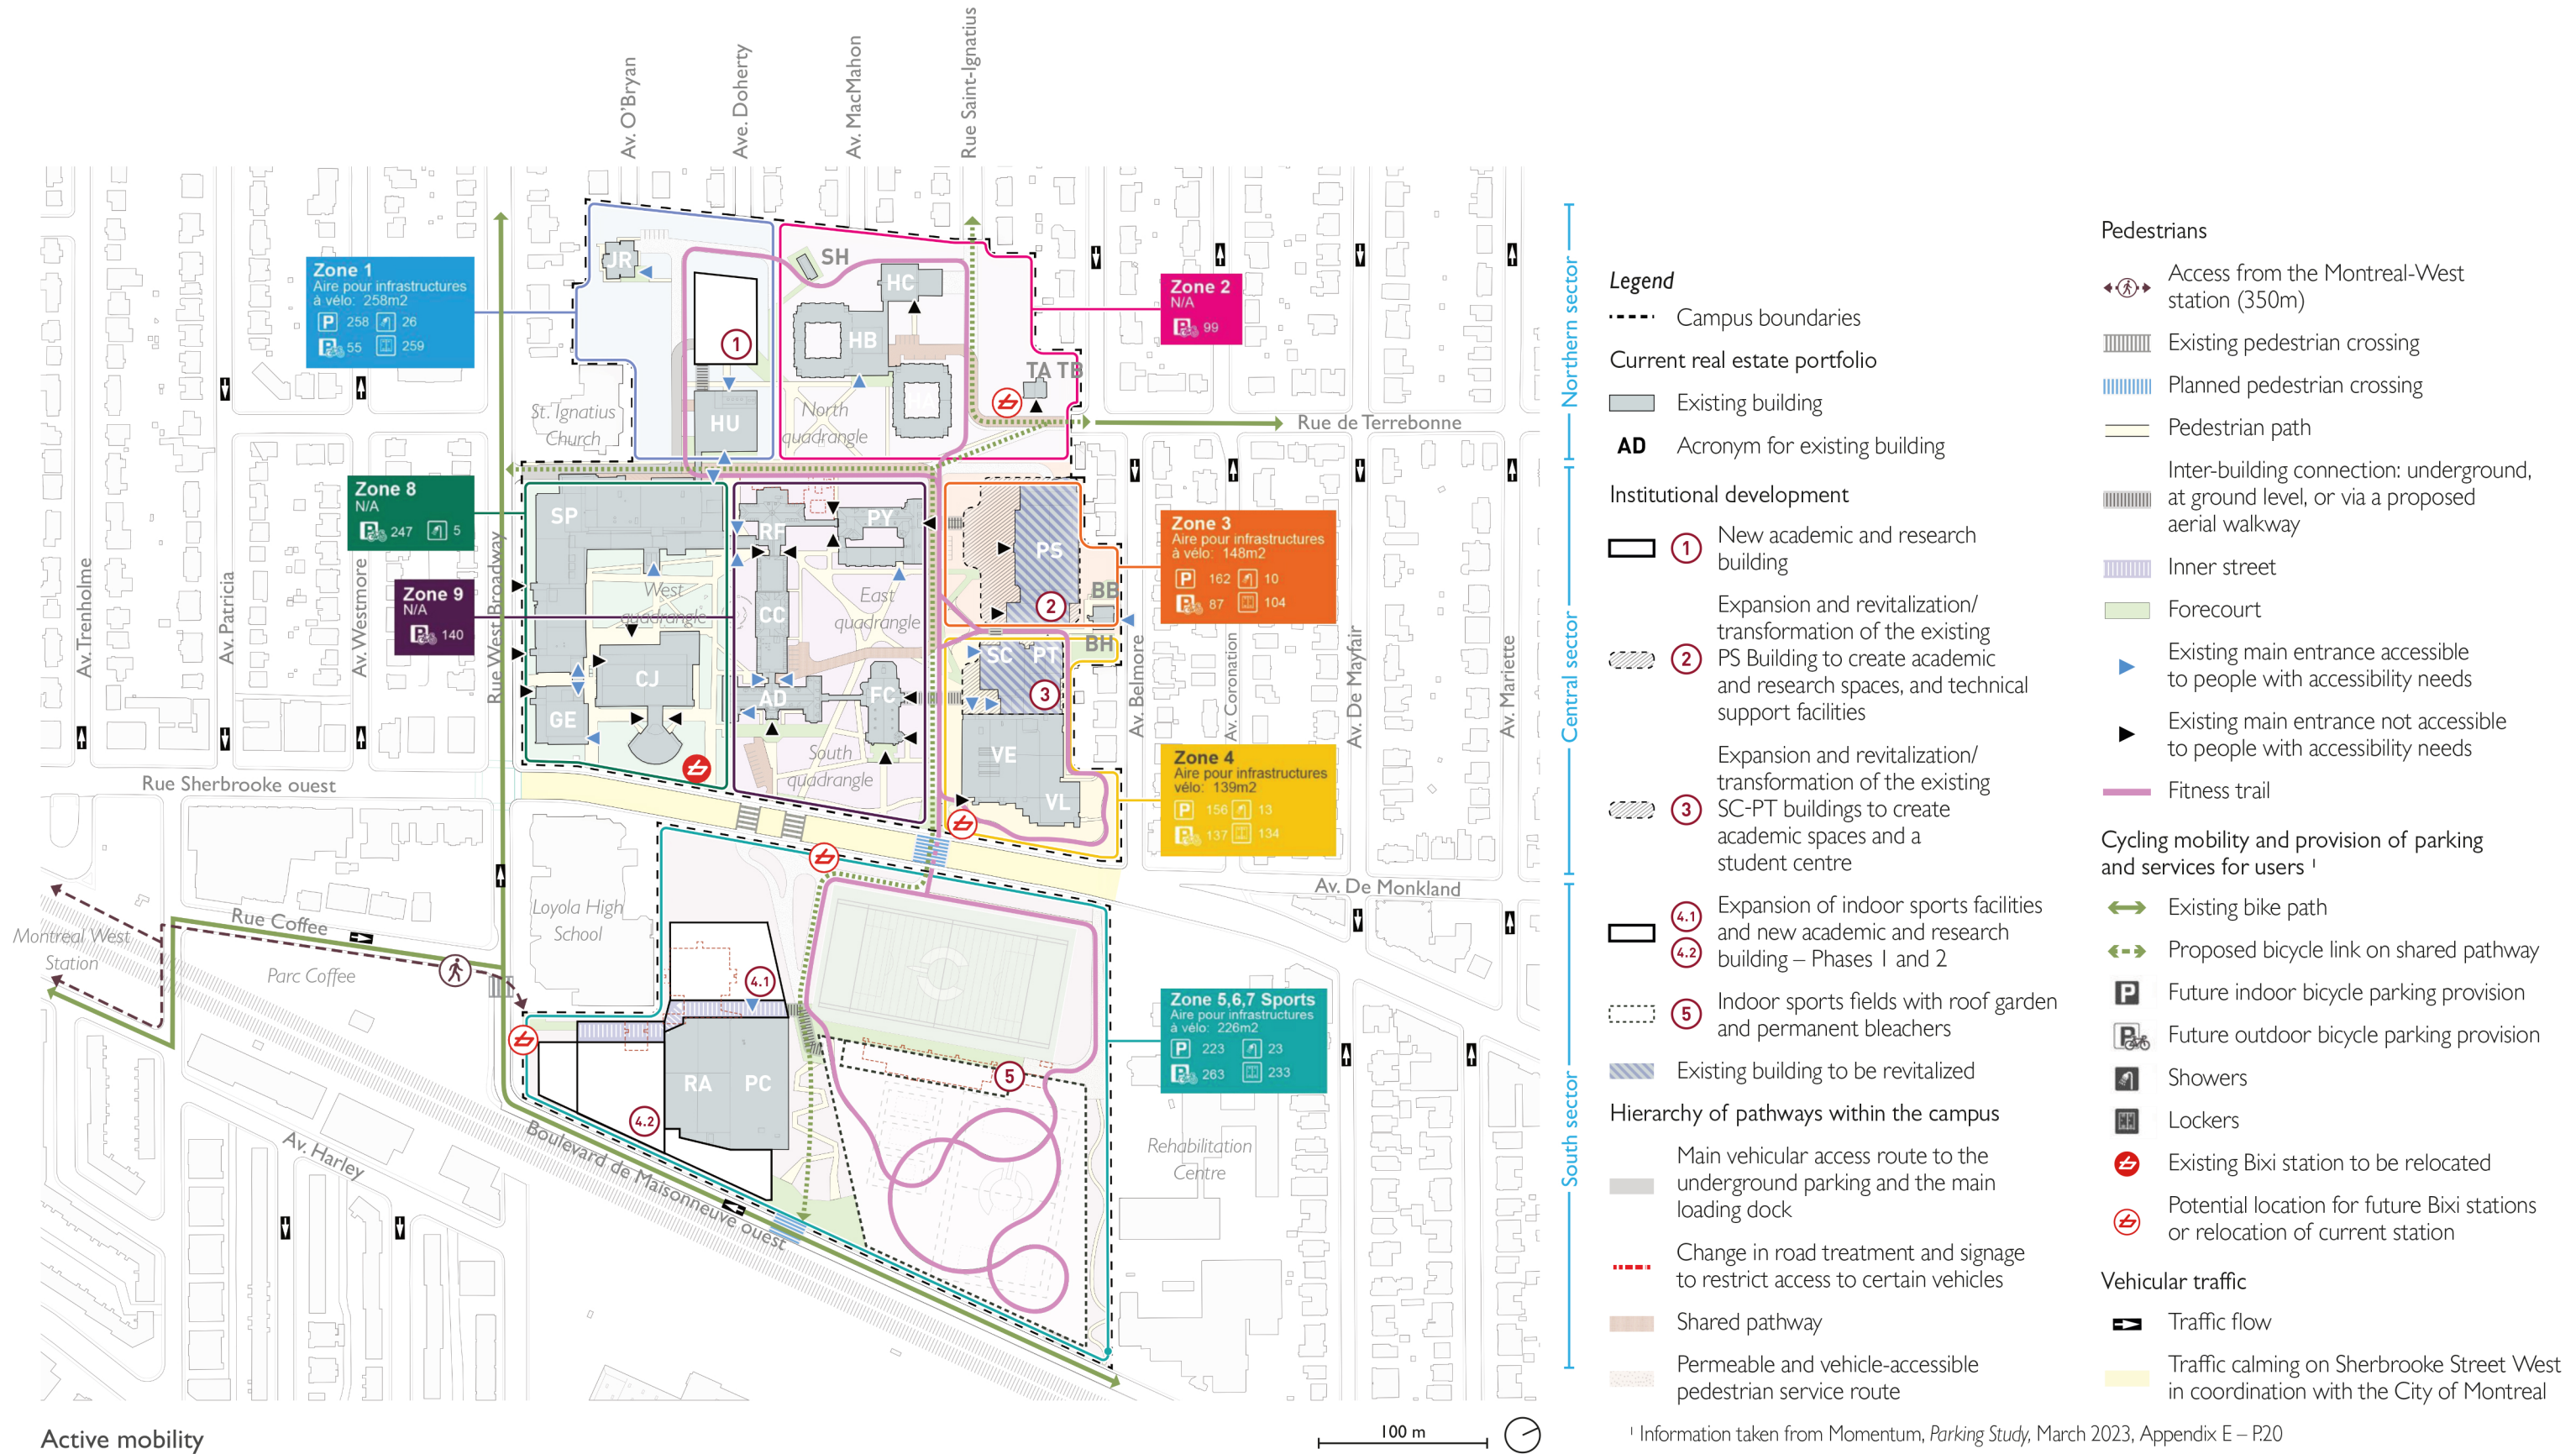 Av. O'Bryan
Ave. Doherty
Av. MacMahon
Rue Saint-Ignatius
Zone 1
Aire pour infrastructures
à vélo: 258m2
P 258 26
P 55 259
JR
SH
HC
HB
HA
HU
1
TA TB
North
quadrangle
St. Ignatius
Church
Zone 2
N/A
P 99
Rue de Terrebonne
Northern sector
Zone 8
N/A
P 247 5
Zone 9
N/A
P 140
SP
RF
PY
PS
2
BB
BH
West
quadrangle
CC
East
quadrangle
SC PT
3
CJ
GE
AD
FC
VE
VL
South
quadrangle
Zone 3
Aire pour infrastructures
à vélo: 148m2
P 162 10
P 87 104
Zone 4
Aire pour infrastructures
vélo: 139m2
P 156 13
P 137 134
Central sector
Av. Trenholme
Av. Patricia
Av. Westmore
Rue West Broadway
Av. Belmore
Av. Coronation
Av. De Mayfair
Av. Mariette
Rue Sherbrooke ouest
Av. De Monkland
Rue Coffee
Montreal West
Station
Parc Coffee
Loyola High
School
4.1
4.2
RA PC
C
5
Zone 5,6,7 Sports
Aire pour infrastructures
à vélo: 226m2
P 223 23
P 263 233
Rehabilitation
Centre
South sector
Av. Harley
Boulevard de Maisonneuve ouest
Active mobility
100 m
Legend
Campus boundaries
Current real estate portfolio
Existing building
AD Acronym for existing building
Institutional development
1 New academic and research
building
Expansion and revitalization/
transformation of the existing
2 PS Building to create academic
and research spaces, and technical
support facilities
Expansion and revitalization/
transformation of the existing
3 SC-PT buildings to create
academic spaces and a
student centre
4.1 Expansion of indoor sports facilities
and new academic and research
4.2 building – Phases 1 and 2
5 Indoor sports fields with roof garden
and permanent bleachers
Existing building to be revitalized
Hierarchy of pathways within the campus
Main vehicular access route to the
underground parking and the main
loading dock
Change in road treatment and signage
to restrict access to certain vehicles
Shared pathway
Permeable and vehicle-accessible
pedestrian service route
Pedestrians
Access from the Montreal-West
station (350m)
Existing pedestrian crossing
Planned pedestrian crossing
Pedestrian path
Inter-building connection: underground,
at ground level, or via a proposed
aerial walkway
Inner street
Forecourt
Existing main entrance accessible
to people with accessibility needs
Existing main entrance not accessible
to people with accessibility needs
Fitness trail
Cycling mobility and provision of parking
and services for users ¹
Existing bike path
Proposed bicycle link on shared pathway
P Future indoor bicycle parking provision
P Future outdoor bicycle parking provision
Showers
Lockers
Existing Bixi station to be relocated
Potential location for future Bixi stations
or relocation of current station
Vehicular traffic
Traffic flow
Traffic calming on Sherbrooke Street West
in coordination with the City of Montreal
¹ Information taken from Momentum, Parking Study, March 2023, Appendix E – P.20